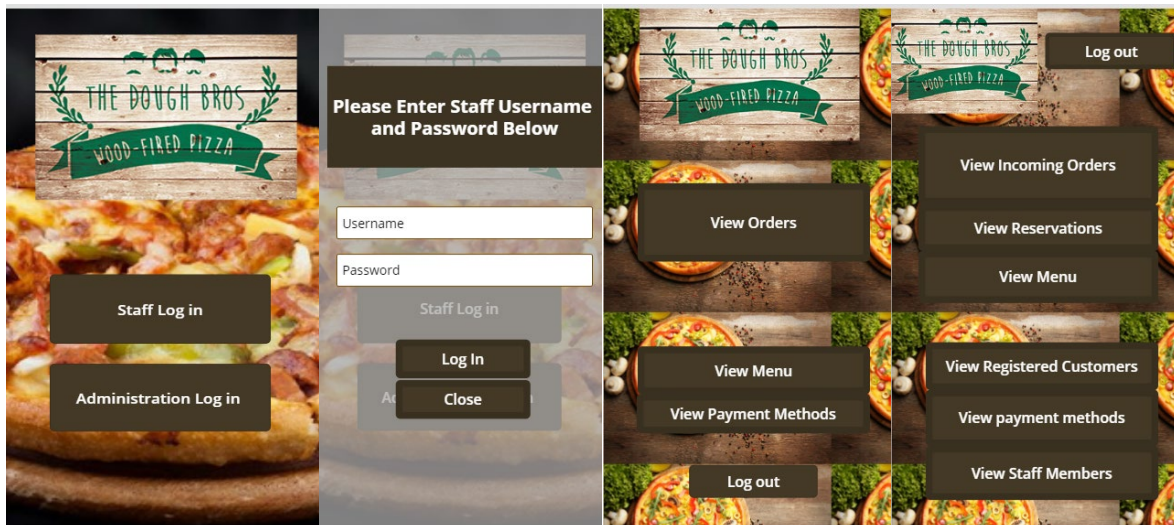 THE DOUGH BROS
WOOD-FIRED PIZZA
Staff Log in
Administration Log in
Please Enter Staff Username
and Password Below
Username
Password
Staff Log in
Log In
Close
THE DOUGH BROS
WOOD-FIRED PIZZA
View Orders
View Menu
View Payment Methods
Log out
THE DOUGH BROS
WOOD-FIRED PIZZA
Log out
View Incoming Orders
View Reservations
View Menu
View Registered Customers
View payment methods
View Staff Members